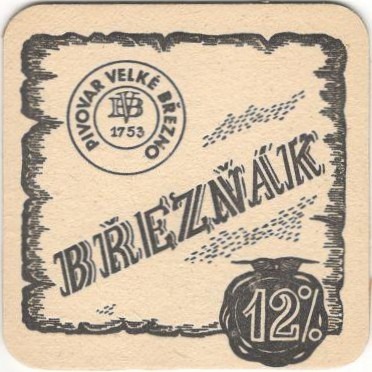 PIVOVAR VELKÉ BŘEZNO
VB
1753
BŘEZŇÁK
12%